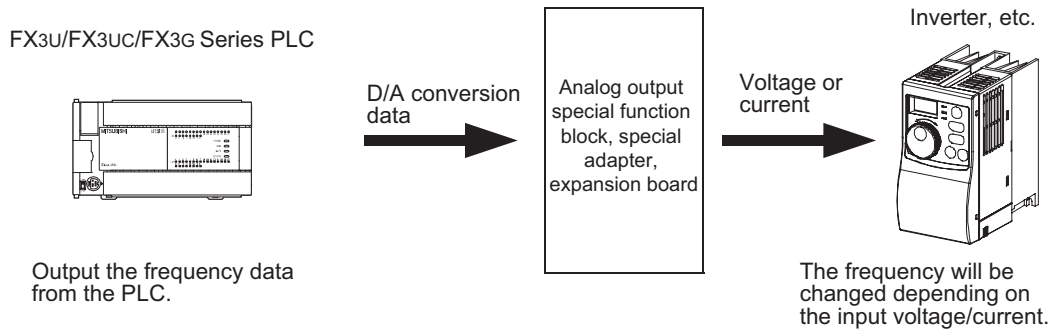 FX3U/FX3UC/FX3G Series PLC
MITSUBISHI
Output the frequency data
from the PLC.
D/A conversion
data
Analog output
special function
block, special
adapter,
expansion board
Voltage or
current
Inverter, etc.
The frequency will be
changed depending on
the input voltage/current.